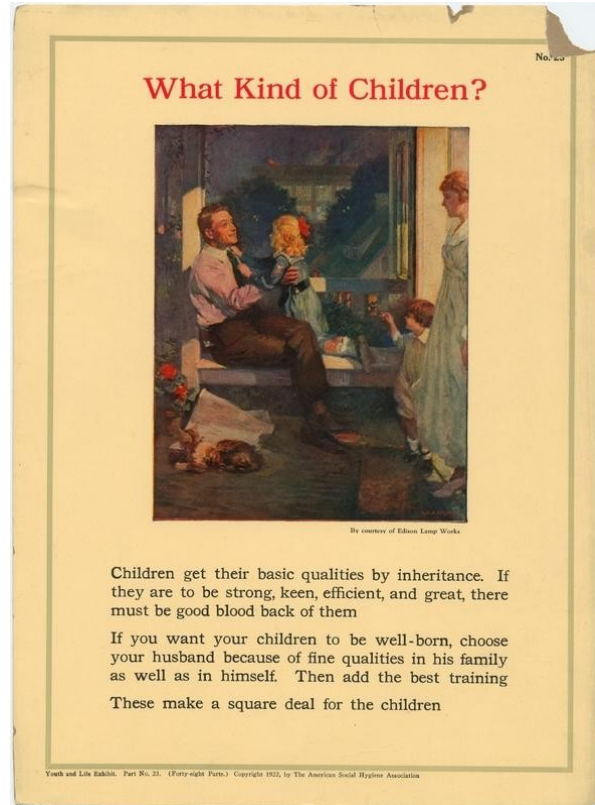 No. 23
What Kind of Children?
By courtesy of Edison Lamp Works
Children get their basic qualities by inheritance. If
they are to be strong, keen, efficient, and great, there
must be good blood back of them
If you want your children to be well-born, choose
your husband because of fine qualities in his family
as well as in himself. Then add the best training
These make a square deal for the children
Youth and Life Exhibit. Part No. 23. (Forty-eight Parts.) Copyright 1922, by The American Social Hygiene Association